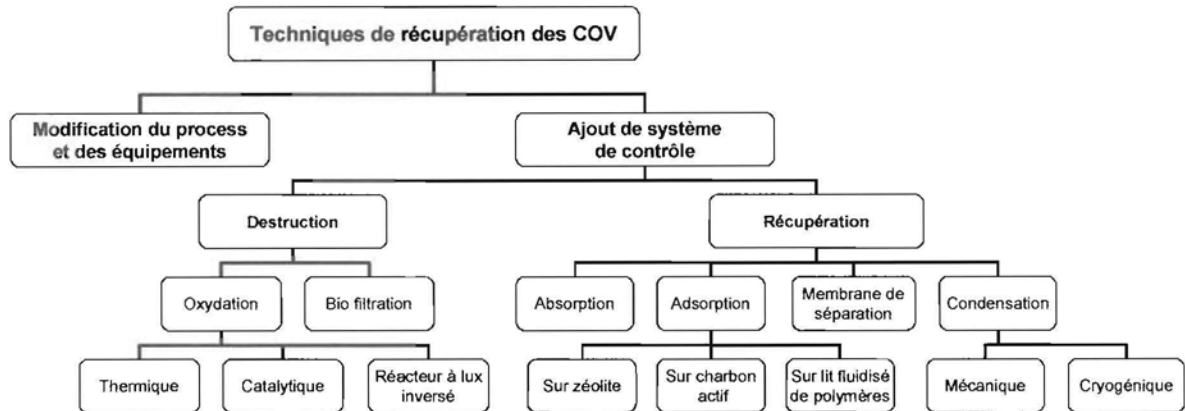 Techniques de récupération des COV
Modification du process
et des équipements
Ajout de système
de contrôle
Destruction
Récupération
Oxydation
Bio filtration
Absorption
Adsorption
Membrane de
séparation
Condensation
Thermique
Catalytique
Réacteur à lux
inversé
Sur zéolite
Sur charbon
actif
Sur lit fluidisé
de polymères
Mécanique
Cryogénique